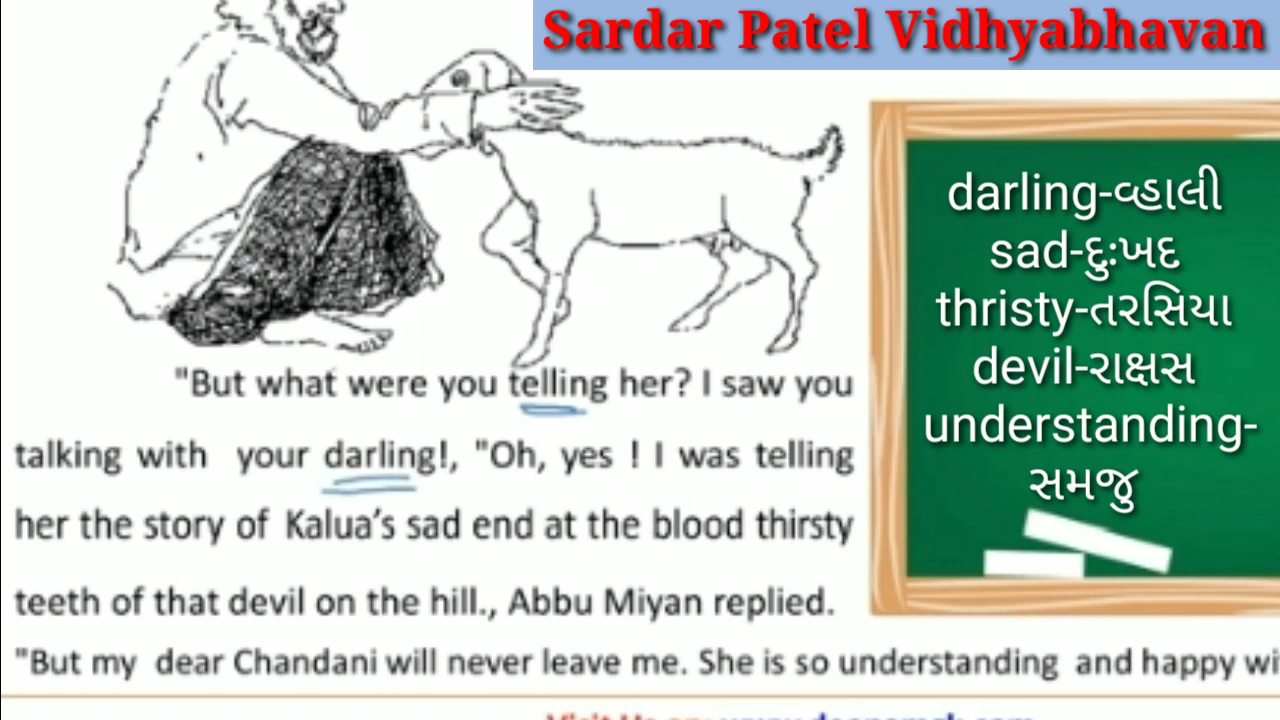 Sardar Patel Vidhyabhavan
darling-વ્હાલી
sad-દુઃખદ
thristy-તરસિયા
devil-રાક્ષસ
understanding-
સમજુ
"But what were you telling her? I saw you
talking with your darling!, "Oh, yes ! I was telling
her the story of Kalua's sad end at the blood thirsty
teeth of that devil on the hill., Abbu Miyan replied.
"But my dear Chandani will never leave me. She is so understanding and happy wi